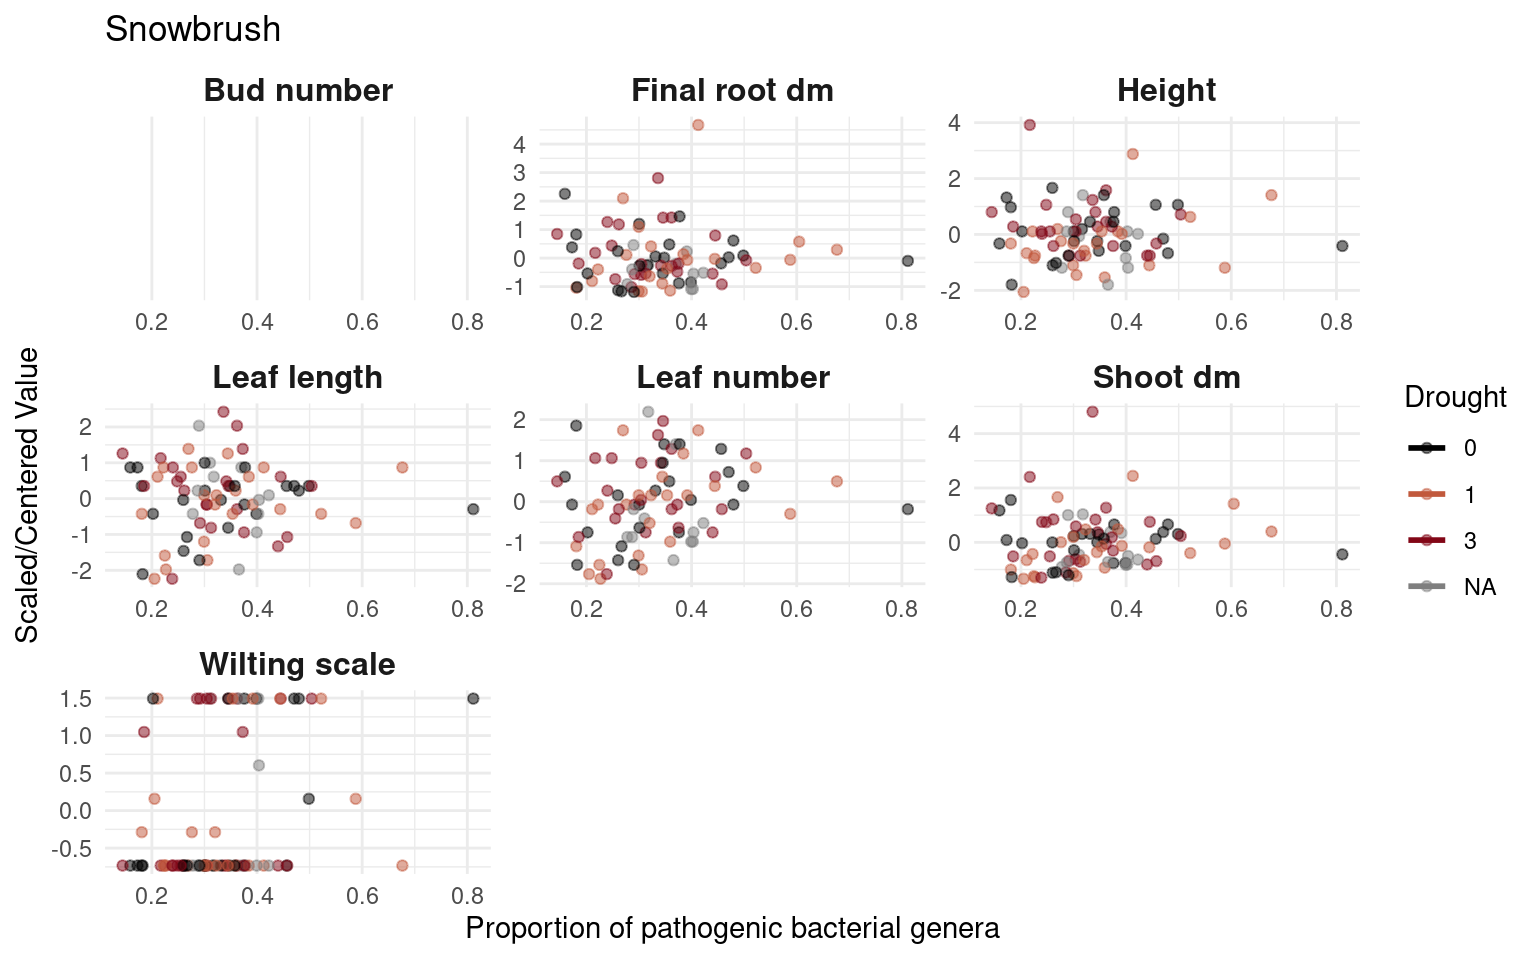 Snowbrush
Bud number
Final root dm
Height
4
3
2
1
0
-1
4
2
0
-2
0.2 0.4 0.6 0.8
0.2 0.4 0.6 0.8
0.2 0.4 0.6 0.8
Leaf length
Leaf number
Shoot dm
2
1
0
-1
-2
2
1
0
-1
-2
4
2
0
0.2 0.4 0.6 0.8
0.2 0.4 0.6 0.8
0.2 0.4 0.6 0.8
Wilting scale
1.5
1.0
0.5
0.0
-0.5
0.2 0.4 0.6 0.8
Scaled/Centered Value
Proportion of pathogenic bacterial genera
Drought
0
1
3
NA